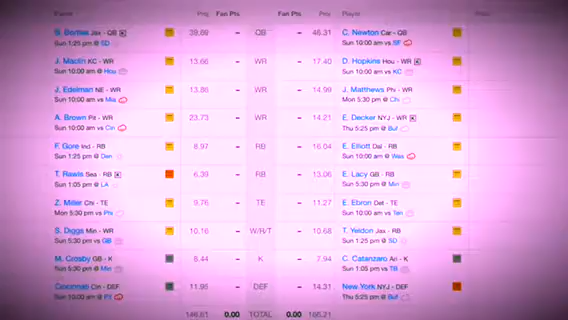 Proj Fan Pts Fan Pts Proj Player
B. Bortles Jax - QB 39.66 – QB – 46.31 C. Newton Car - QB
Sun 1:25 pm @ SD Sun 10:00 am vs SF
J. Maclin KC - WR 13.66 – WR – 17.40 D. Hopkins Hou - WR
Sun 10:00 am @ Hou Sun 10:00 am vs KC
J. Edelman NE - WR 13.86 – WR – 14.99 J. Matthews Phi - WR
Sun 10:00 am vs Mia Mon 5:30 pm @ Chi
A. Brown Pit - WR 23.73 – WR – 14.21 E. Decker NYJ - WR
Sun 10:00 am vs Cin Thu 5:25 pm @ Buf
F. Gore Ind - RB 8.97 – RB – 16.04 E. Elliott Dal - RB
Sun 1:25 pm @ Den Sun 10:00 am @ Was
T. Rawls Sea - RB 6.39 – RB – 13.06 E. Lacy GB - RB
Sun 1:05 pm @ LA Sun 5:30 pm @ Min
Z. Miller Chi - TE 9.76 – TE – 11.27 E. Ebron Det - TE
Mon 5:30 pm vs Phi Sun 10:00 am vs Ten
S. Diggs Min - WR 10.16 – W/R/T – 10.68 T. Yeldon Jax - RB
Sun 5:30 pm vs GB Sun 1:25 pm @ SD
M. Crosby GB - K 8.44 – K – 7.94 C. Catanzaro Ari - K
Sun 5:30 pm @ Min Sun 1:05 pm vs TB
Cincinnati Cin - DEF 11.95 – DEF – 14.31 New York NYJ - DEF
Sun 10:00 am @ Pit Thu 5:25 pm @ Buf
0.00 TOTAL 0.00